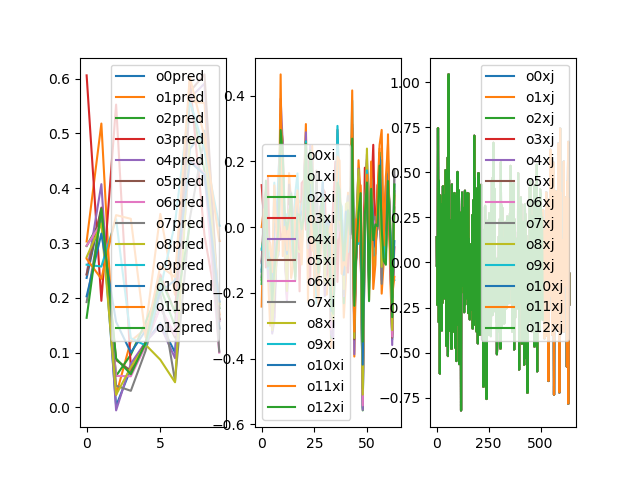 0.6
0.5
0.4
0.3
0.2
0.1
0.0
0
5
o0pred
o1pred
o2pred
o3pred
o4pred
o5pred
o6pred
o7pred
o8pred
o9pred
o10pred
o11pred
o12pred
0.4
0.2
0.0
−0.2
−0.4
−0.6
0
25
50
o0xi
o1xi
o2xi
o3xi
o4xi
o5xi
o6xi
o7xi
o8xi
o9xi
o10xi
o11xi
o12xi
1.00
0.75
0.50
0.25
0.00
−0.25
−0.50
−0.75
0
250
500
o0xj
o1xj
o2xj
o3xj
o4xj
o5xj
o6xj
o7xj
o8xj
o9xj
o10xj
o11xj
o12xj